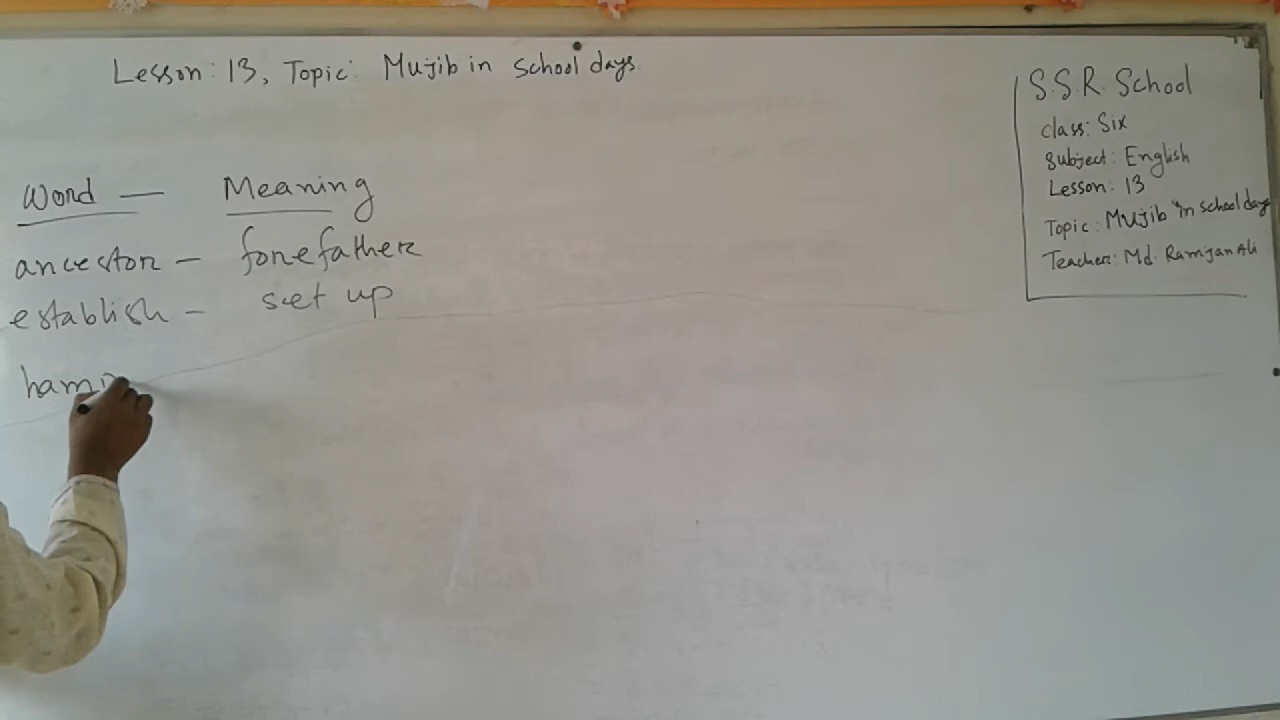 Lesson: 13, Topic: Mujib in school days.
Word — Meaning
ancestor — forefather
establish — set up
S.S.R. School
class: Six
Subject: English
Lesson: 13
Topic: Mujib in school days
Teacher: Md. Ramjan Ali